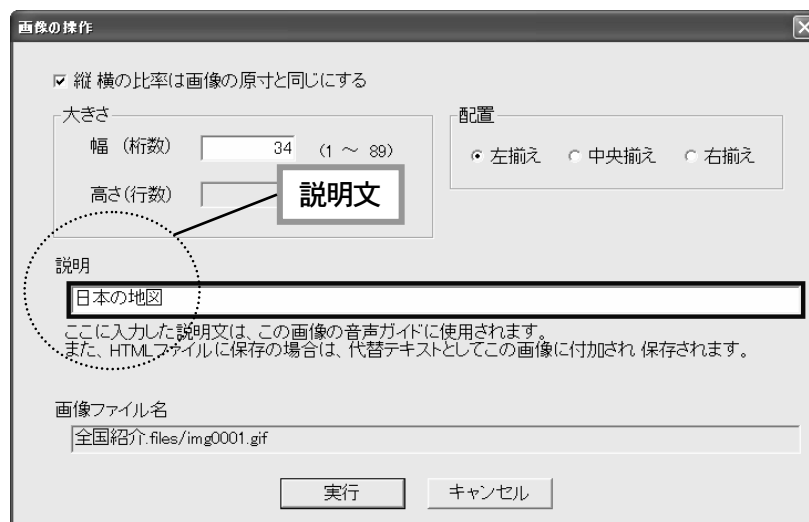 画像の操作
縦横の比率は画像の原寸と同じにする
大きさ
幅 (桁数) 34 (1 ～ 89)
高さ(行数)
配置
左揃え 中央揃え 右揃え
説明文
説明
日本の地図
ここに入力した説明文は、この画像の音声ガイドに使用されます。
また、HTMLファイルに保存の場合は、代替テキストとしてこの画像に付加され 保存されます。
画像ファイル名
全国紹介.files/img0001.gif
実行 キャンセル